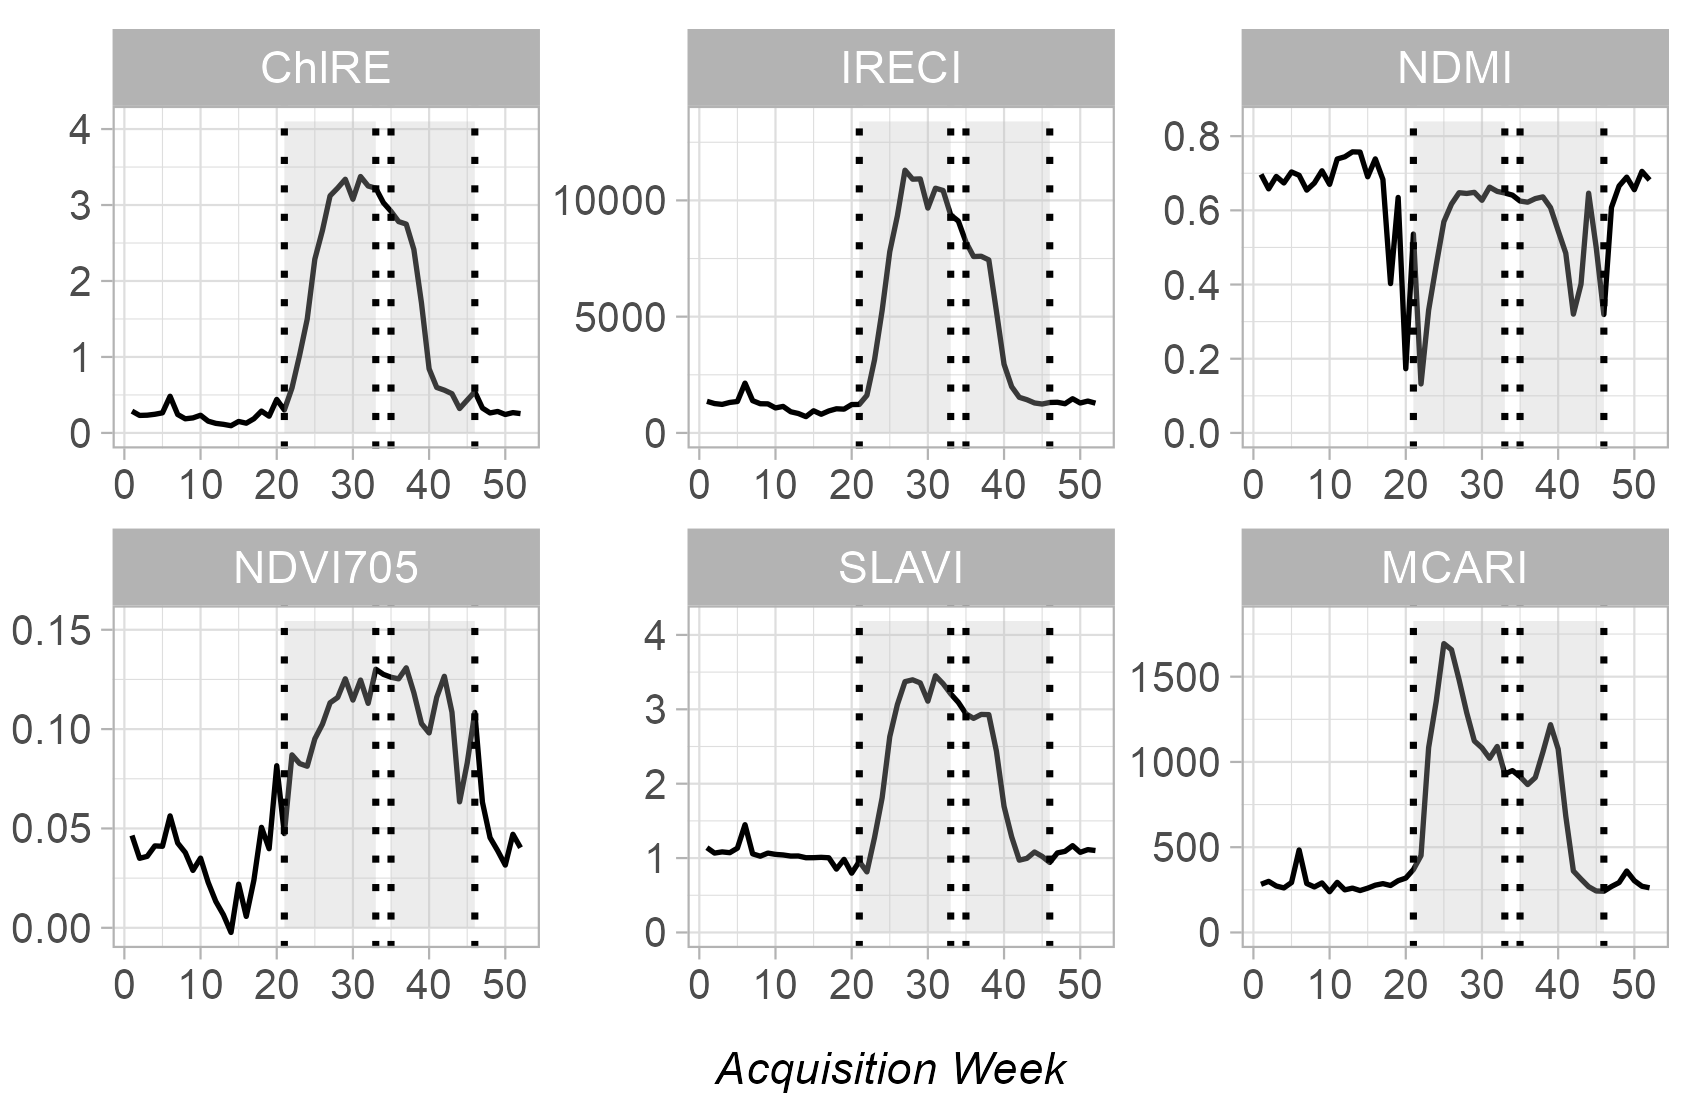 ChlRE IRECI NDMI
4 10000 0.8
3 5000 0.6
2 0 0.4
1 0.2
0 0.0
0 10 20 30 40 50 0 10 20 30 40 50 0 10 20 30 40 50
NDVI705 SLAVI MCARI
0.15 4 1500
0.10 3 1000
0.05 2 500
0.00 1 0
0
0 10 20 30 40 50 0 10 20 30 40 50 0 10 20 30 40 50
Acquisition Week